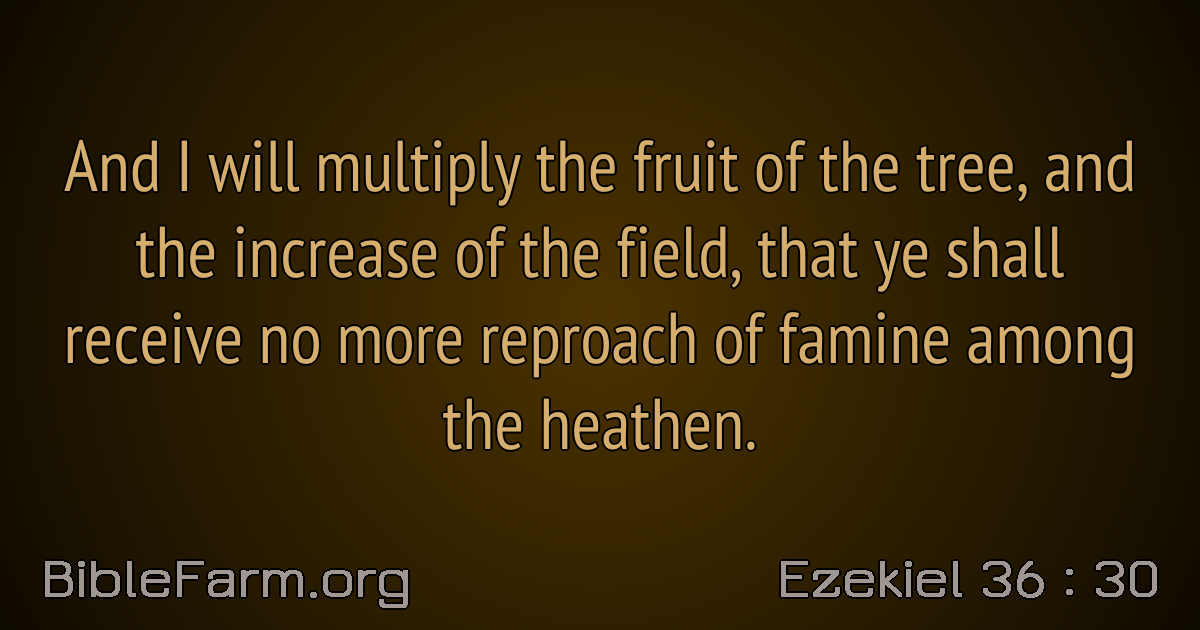 And I will multiply the fruit of the tree, and
the increase of the field, that ye shall
receive no more reproach of famine among
the heathen.
BibleFarm.org
Ezekiel 36 : 30